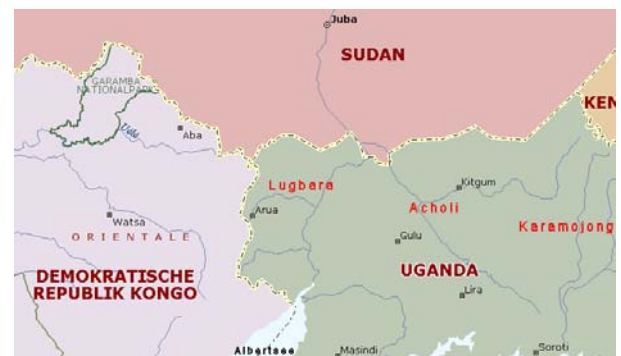 Juba
SUDAN
GARAMBA
NATIONALPARK
KEN
Uele
Aba
Lugbara
Kitgum
Arua
Acholi
Watsa
Karamojong
ORIENTALE
Gulu
DEMOKRATISCHE
REPUBLIK KONGO
UGANDA
Lira
Albertsee
Masindi
Soroti